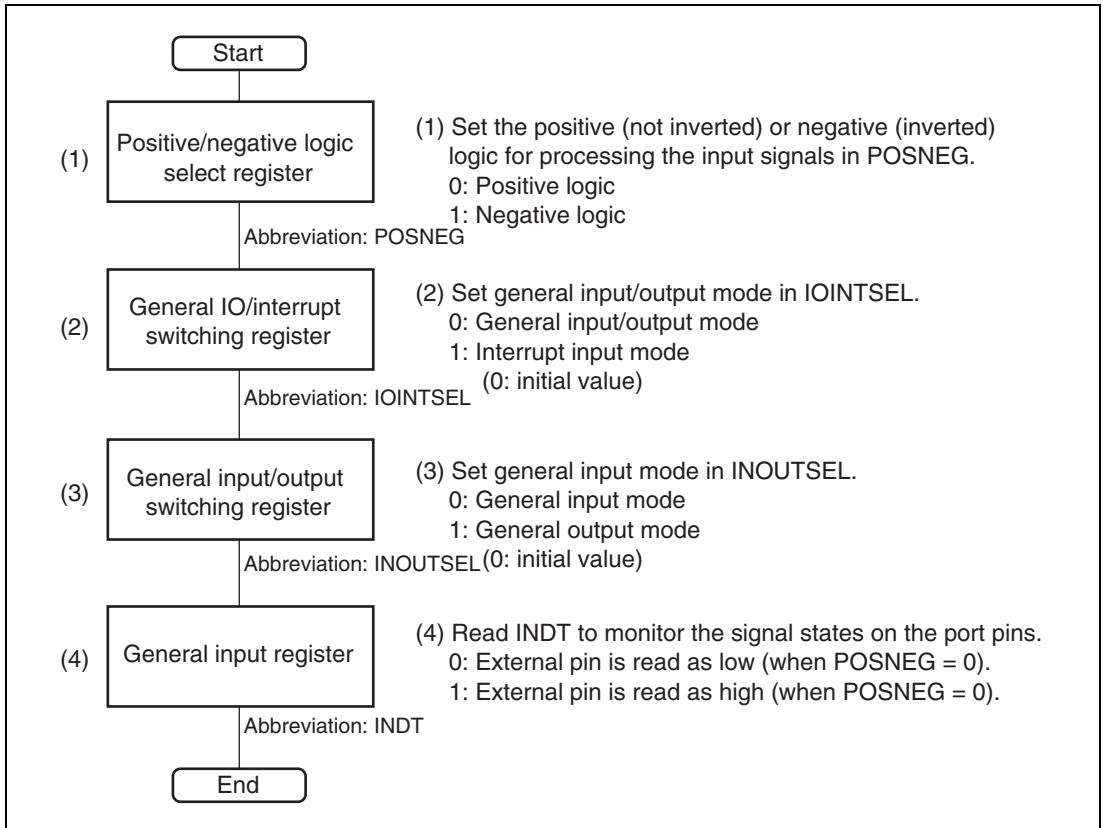 Start
(1)
Positive/negative logic
select register
(1) Set the positive (not inverted) or negative (inverted)
logic for processing the input signals in POSNEG.
0: Positive logic
1: Negative logic
Abbreviation: POSNEG
(2)
General IO/interrupt
switching register
(2) Set general input/output mode in IOINTSEL.
0: General input/output mode
1: Interrupt input mode
(0: initial value)
Abbreviation: IOINTSEL
(3)
General input/output
switching register
(3) Set general input mode in INOUTSEL.
0: General input mode
1: General output mode
(0: initial value)
Abbreviation: INOUTSEL
(4)
General input register
(4) Read INDT to monitor the signal states on the port pins.
0: External pin is read as low (when POSNEG = 0).
1: External pin is read as high (when POSNEG = 0).
Abbreviation: INDT
End